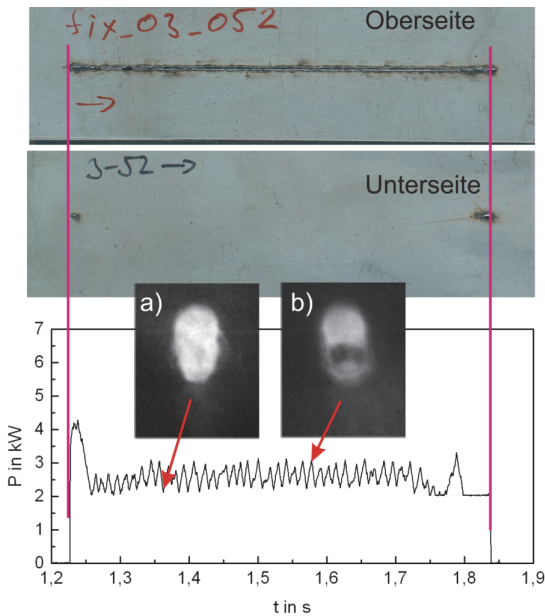 fix_03_052
Oberseite
→
3-52 →
Unterseite
a)
b)
7
6
5
4
3
2
1
0
P in kW
1,2
1,3
1,4
1,5
1,6
1,7
1,8
1,9
t in s